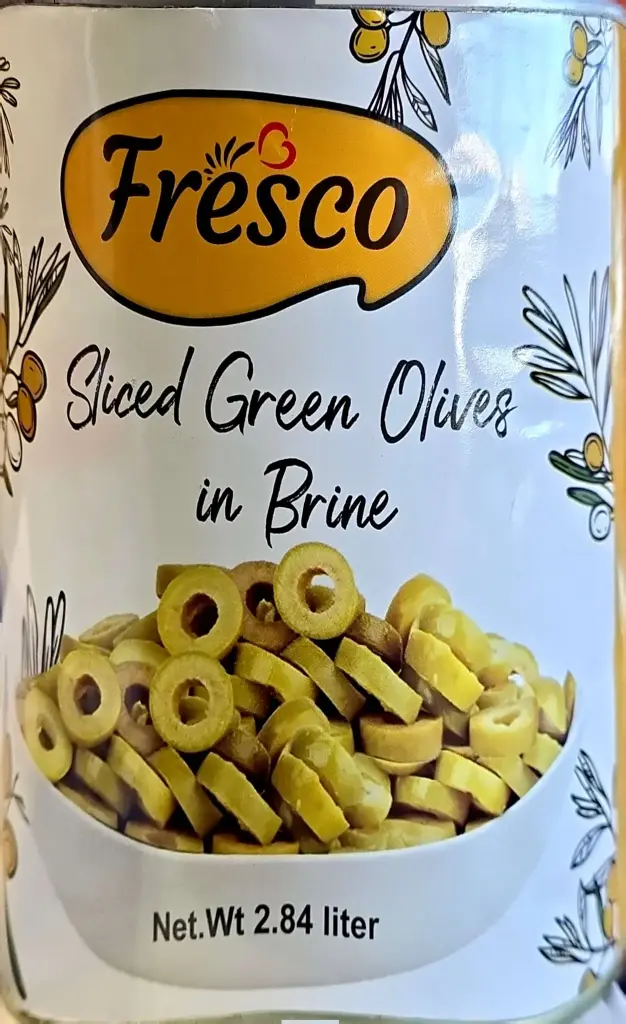 Fresco
Sliced Green Olives
in Brine
Net.Wt 2.84 liter